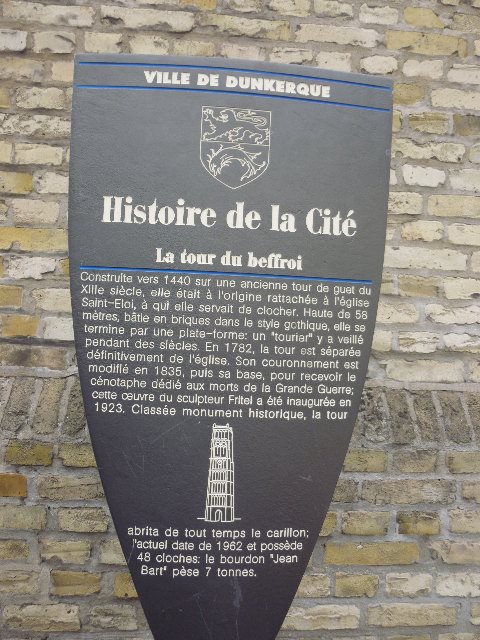 VILLE DE DUNKERQUE
Histoire de la Cité
La tour du beffroi
Construite vers 1440 sur une ancienne tour de guet du
XIIIe siècle, elle était à l'origine rattachée à l'église
Saint-Eloi, à qui elle servait de clocher. Haute de 58
mètres, bâtie en briques dans le style gothique, elle se
termine par une plate-forme: un "tourier" y a veillé
pendant des siècles. En 1782, la tour est séparée
définitivement de l'église. Son couronnement est
modifié en 1835, puis sa base, pour recevoir le
cénotaphe dédié aux morts de la Grande Guerre;
cette œuvre du sculpteur Fritel a été inaugurée en
1923. Classée monument historique, la tour
abrita de tout temps le carillon;
l'actuel date de 1962 et possède
48 cloches: le bourdon "Jean
Bart" pèse 7 tonnes.